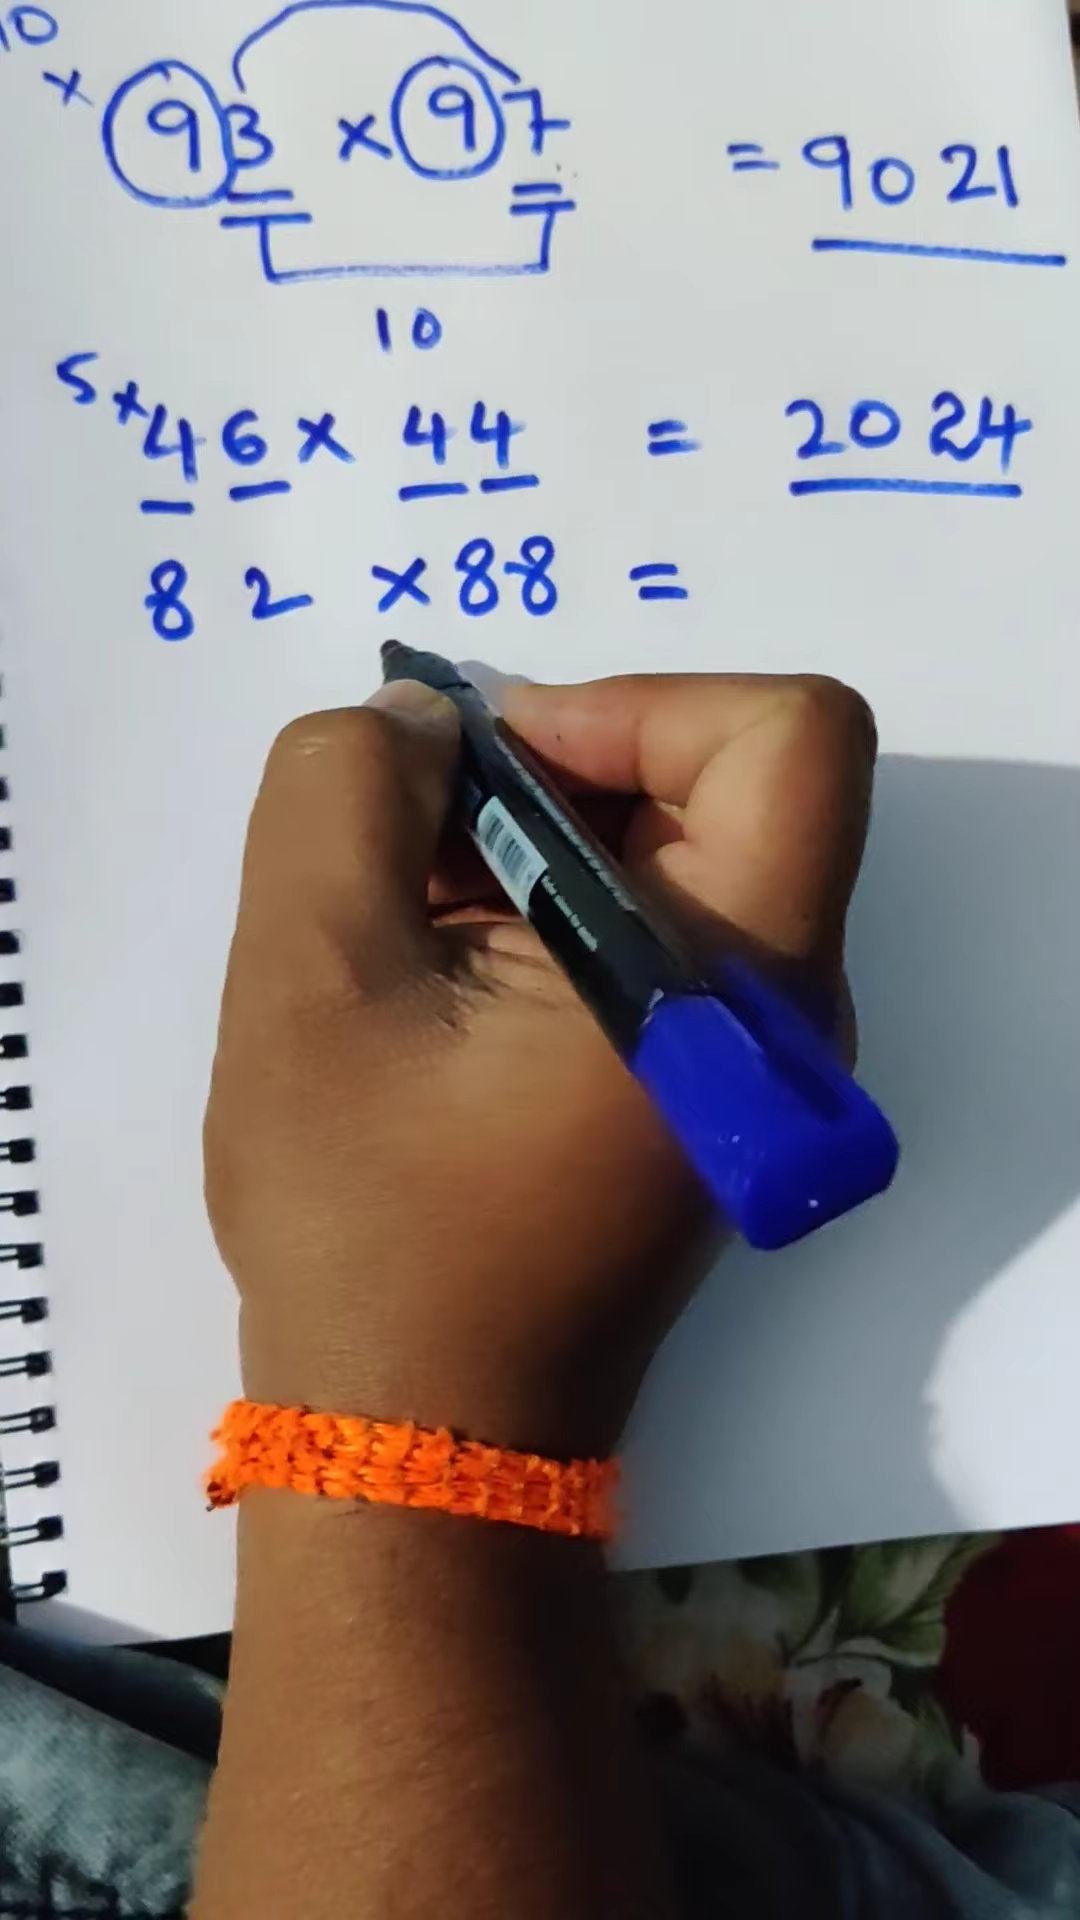 10
× 93 × 97 = 9021
10
5 × 46 × 44 = 2024
82 × 88 =